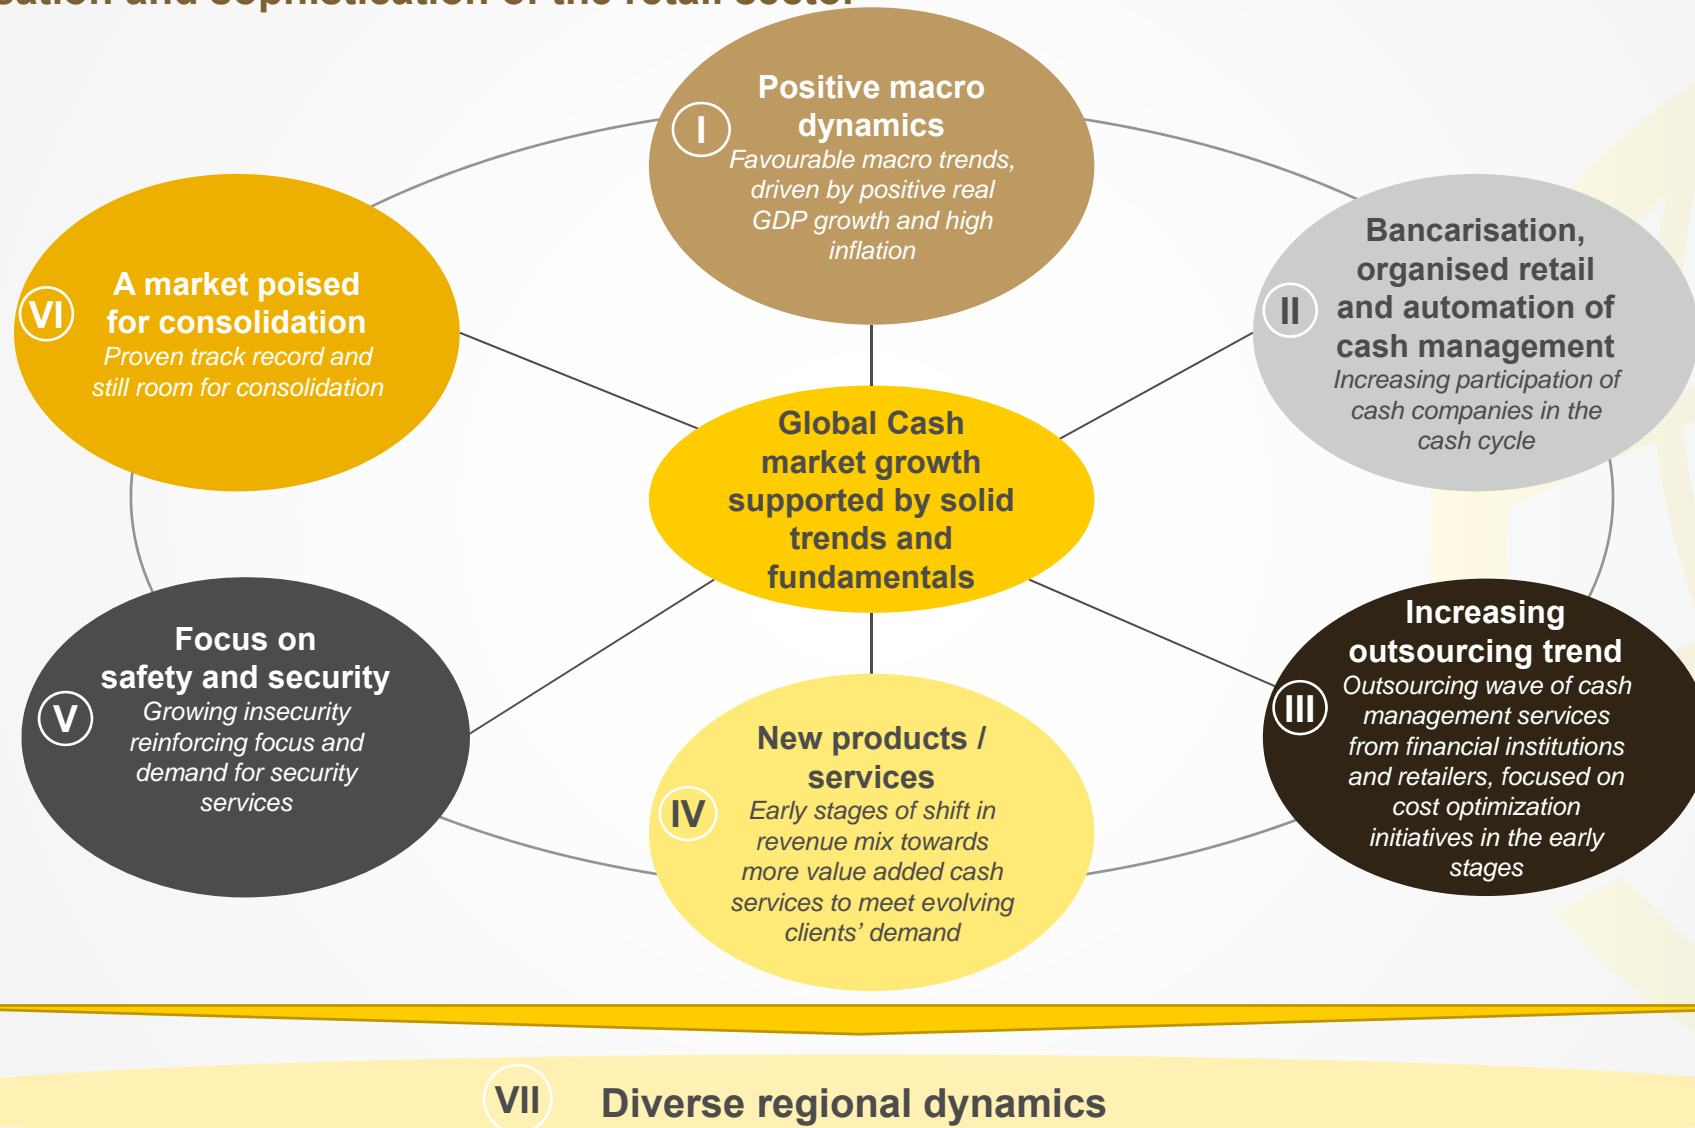 and sophistication of the retail sector
I
Positive macro
dynamics
Favourable macro trends,
driven by positive real
GDP growth and high
inflation
II
Bancarisation,
organised retail
and automation of
cash management
Increasing participation of
cash companies in the
cash cycle
VI
A market poised
for consolidation
Proven track record and
still room for consolidation
Global Cash
market growth
supported by solid
trends and
fundamentals
III
Increasing
outsourcing trend
Outsourcing wave of cash
management services
from financial institutions
and retailers, focused on
cost optimization
initiatives in the early
stages
V
Focus on
safety and security
Growing insecurity
reinforcing focus and
demand for security
services
IV
New products /
services
Early stages of shift in
revenue mix towards
more value added cash
services to meet evolving
clients’ demand
VII
Diverse regional dynamics